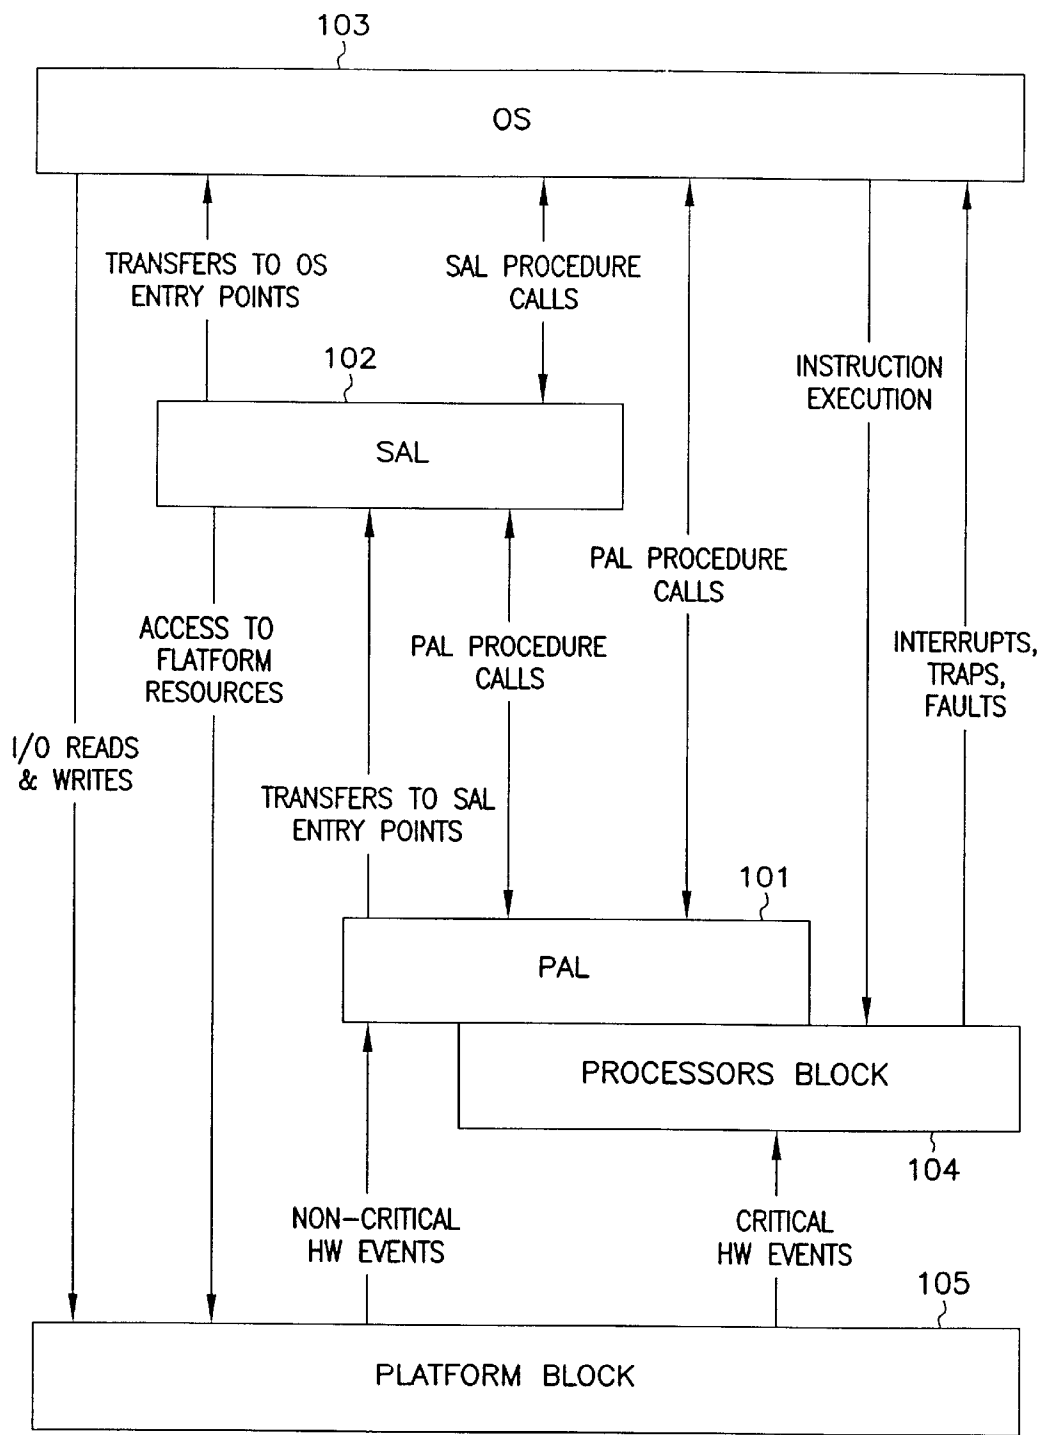 103
OS
TRANSFERS TO OS
ENTRY POINTS
SAL PROCEDURE
CALLS
102
INSTRUCTION
EXECUTION
SAL
PAL PROCEDURE
CALLS
ACCESS TO
FLATFORM
RESOURCES
PAL PROCEDURE
CALLS
INTERRUPTS,
TRAPS,
FAULTS
I/O READS
& WRITES
TRANSFERS TO SAL
ENTRY POINTS
101
PAL
PROCESSORS BLOCK
104
NON-CRITICAL
HW EVENTS
CRITICAL
HW EVENTS
105
PLATFORM BLOCK